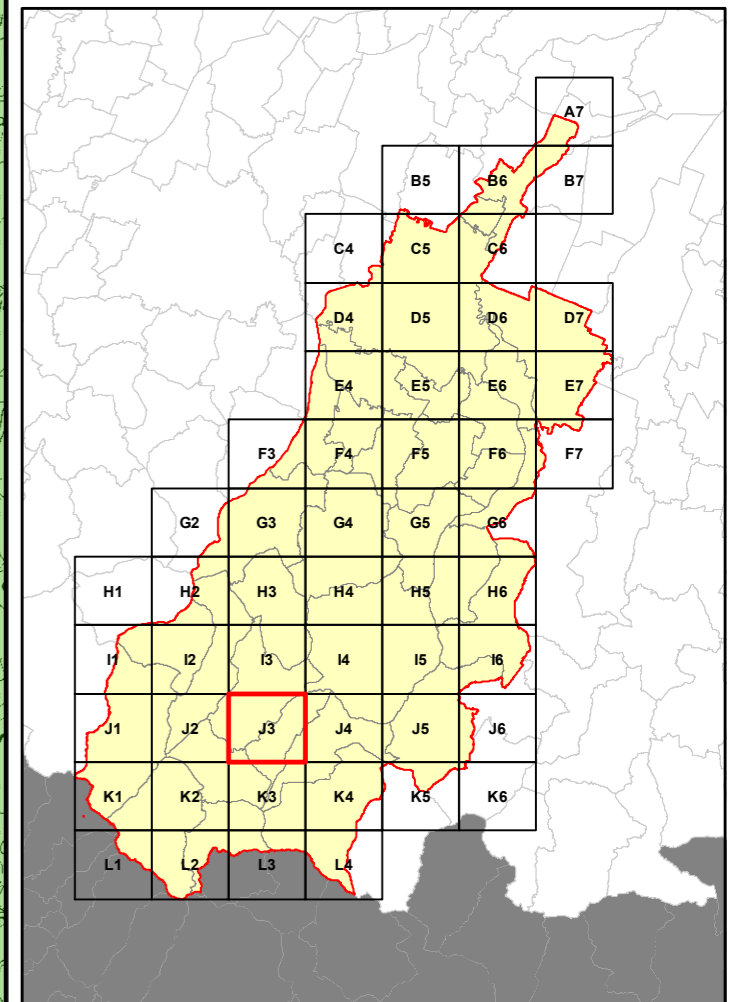 A7
B5 B6 B7
C4 C5 C6
D4 D5 D6 D7
E4 E5 E6 E7
F3 F4 F5 F6 F7
G2 G3 G4 G5 G6
H1 H2 H3 H4 H5 H6
I1 I2 I3 I4 I5 I6
J1 J2 J3 J4 J5 J6
K1 K2 K3 K4 K5 K6
L1 L2 L3 L4